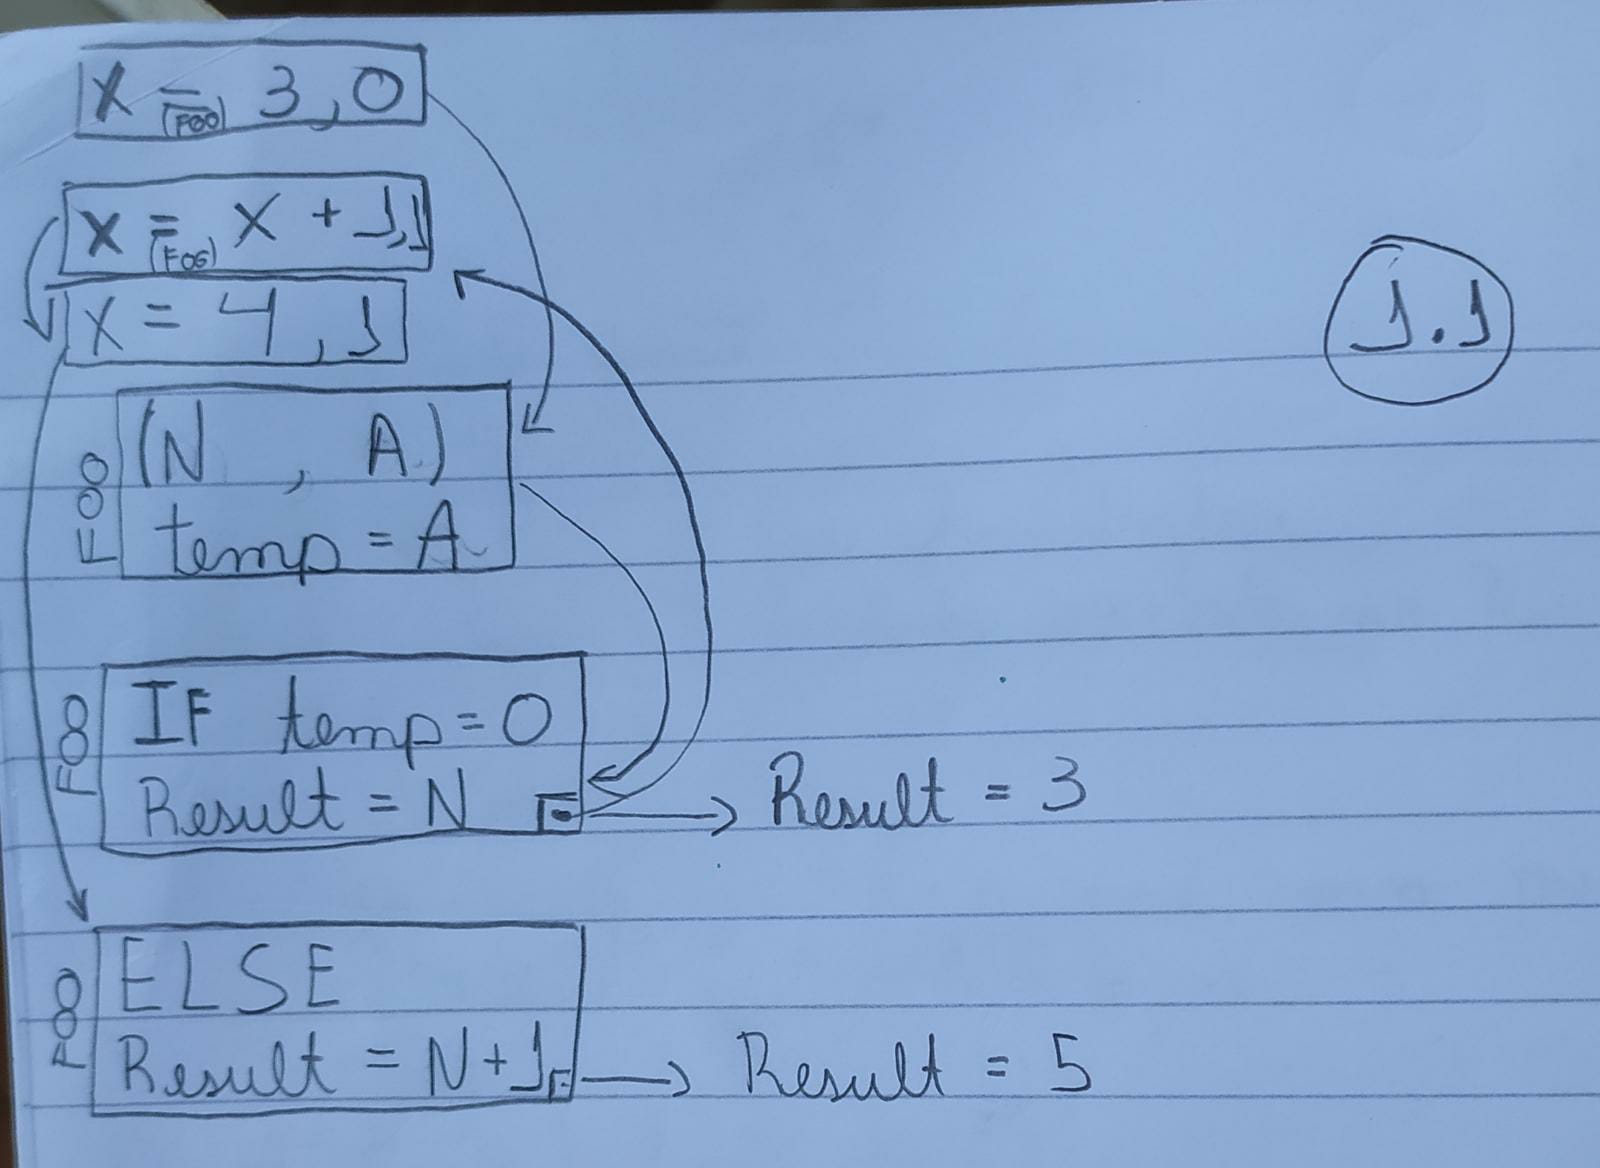 X = 3,0
(FOO)
X = X + 1,1
(FOO)
X = 4,1
1.1
FOO
(N , A)
temp = A
FOO
IF temp = 0
Result = N
Result = 3
FOO
ELSE
Result = N+1
Result = 5